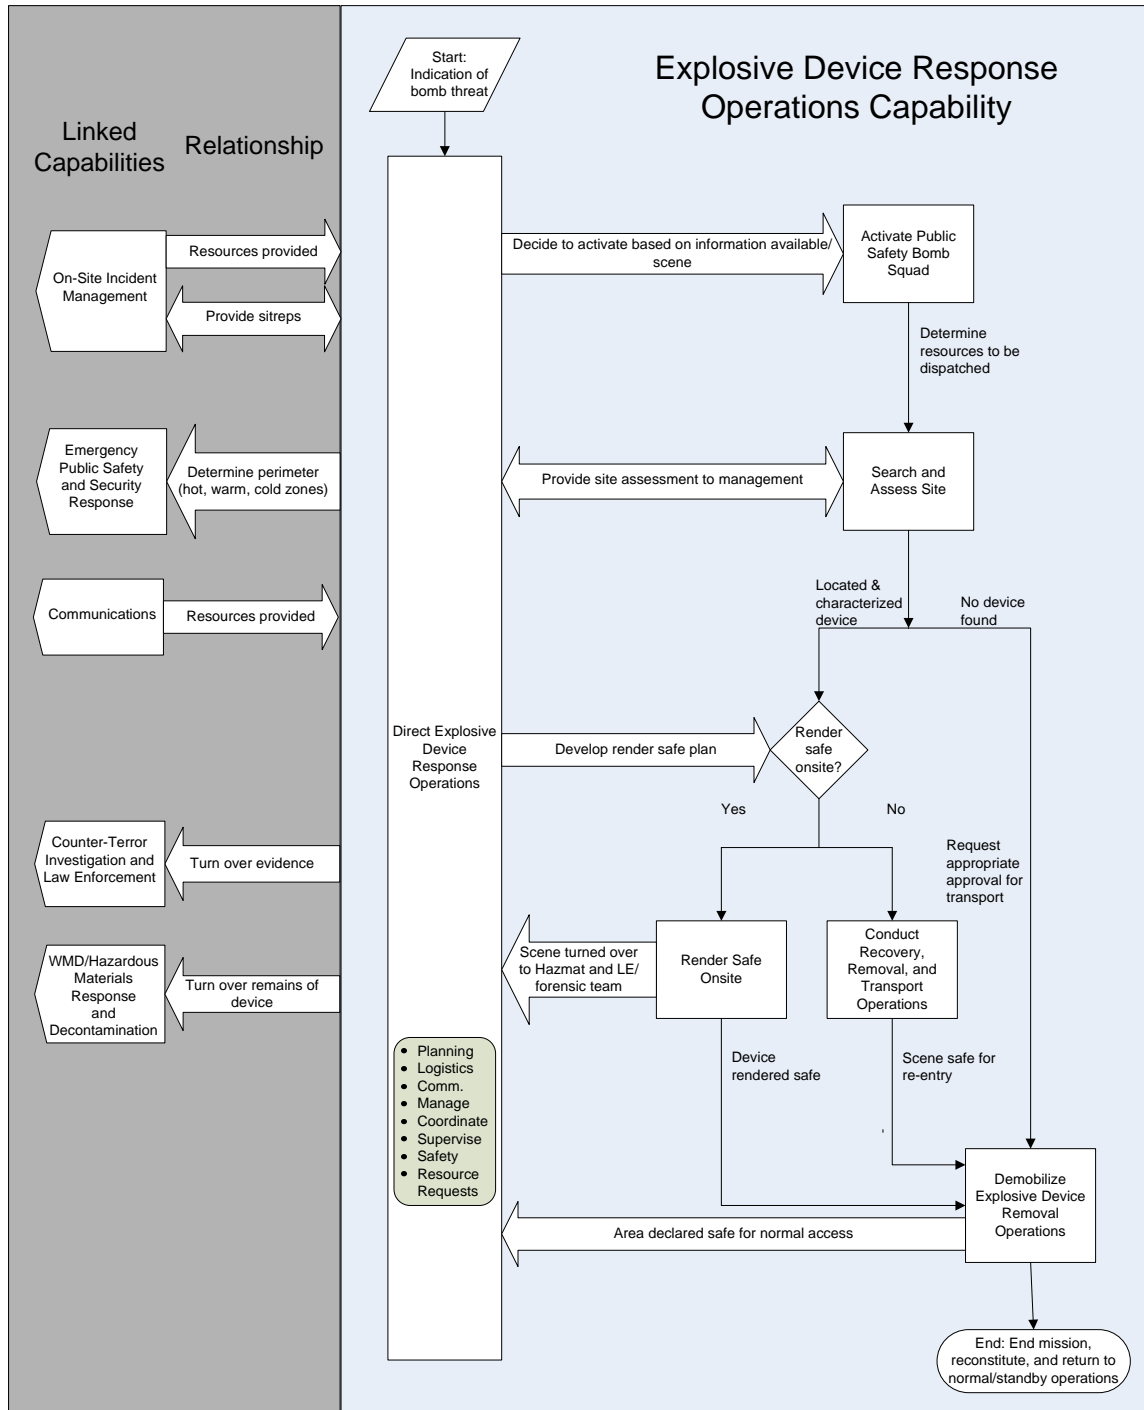 Start:
Indication of
bomb threat
Explosive Device Response
Operations Capability
Linked
Capabilities
Relationship
On-Site Incident
Management
Resources provided
Provide sitreps
Decide to activate based on information available/
scene
Activate Public
Safety Bomb
Squad
Determine
resources to be
dispatched
Emergency
Public Safety
and Security
Response
Determine perimeter
(hot, warm, cold zones)
Provide site assessment to management
Search and
Assess Site
Communications
Resources provided
Located &
characterized
device
No device
found
Direct Explosive
Device
Response
Operations
Develop render safe plan
Render
safe
onsite?
Yes
No
Counter-Terror
Investigation and
Law Enforcement
Turn over evidence
Request
appropriate
approval for
transport
WMD/Hazardous
Materials
Response
and
Decontamination
Turn over remains of
device
Scene turned over
to Hazmat and LE/
forensic team
Render Safe
Onsite
Conduct
Recovery,
Removal, and
Transport
Operations
• Planning
• Logistics
• Comm.
• Manage
• Coordinate
• Supervise
• Safety
• Resource
Requests
Device
rendered safe
Scene safe for
re-entry
Demobilize
Explosive Device
Removal
Operations
Area declared safe for normal access
End: End mission,
reconstitute, and return to
normal/standby operations